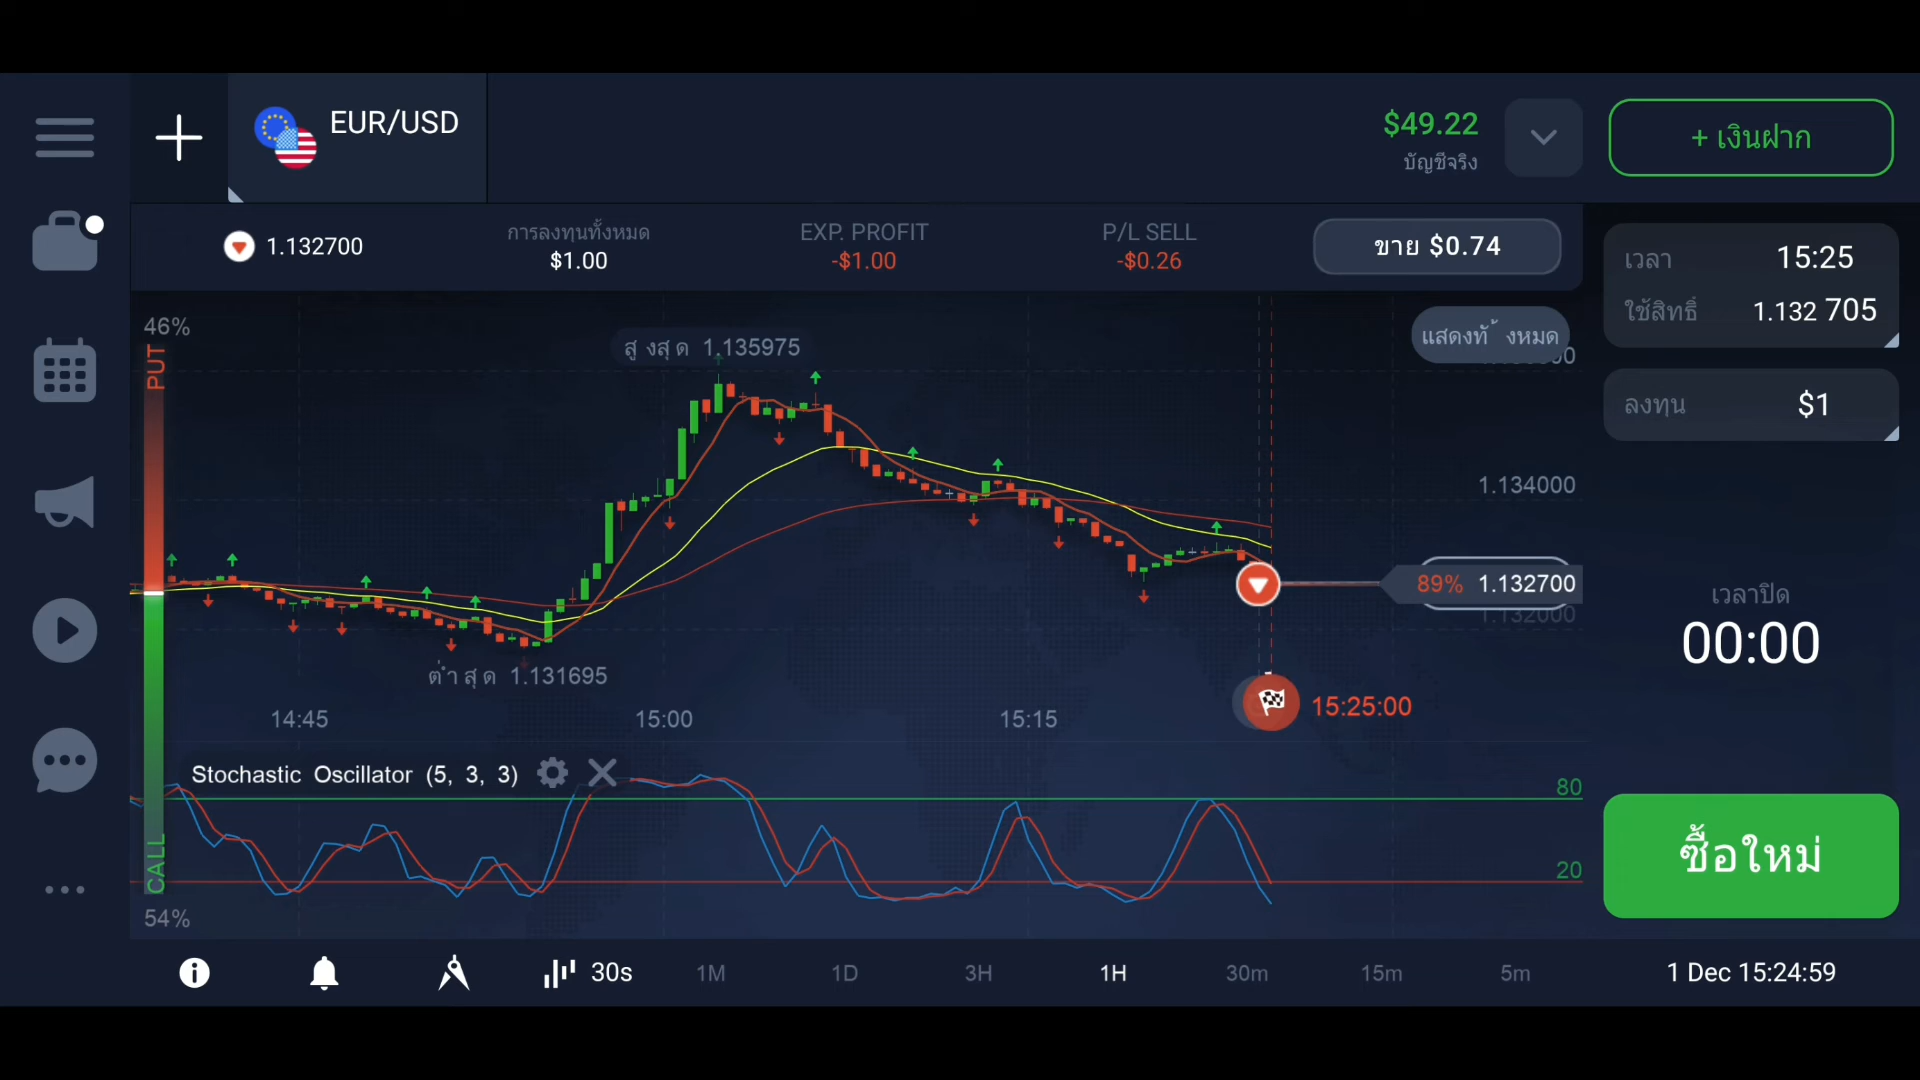 EUR/USD
$49.22
บัญชีจริง
+ เงินฝาก
1.132700
การลงทุนทั้งหมด
$1.00
EXP. PROFIT
-$1.00
P/L SELL
-$0.26
ขาย $0.74
เวลา 15:25
ใช้สิทธิ์ 1.132 705
ลงทุน $1
46%
PUT
สูงสุด 1.135975
แสดงทั้งหมด
1.134000
89% 1.132700
1.132000
เวลาปิด
00:00
ต่ำสุด 1.131695
15:25:00
14:45
15:00
15:15
Stochastic Oscillator (5, 3, 3)
80
20
CALL
54%
ซื้อใหม่
30s
1M
1D
3H
1H
30m
15m
5m
1 Dec 15:24:59